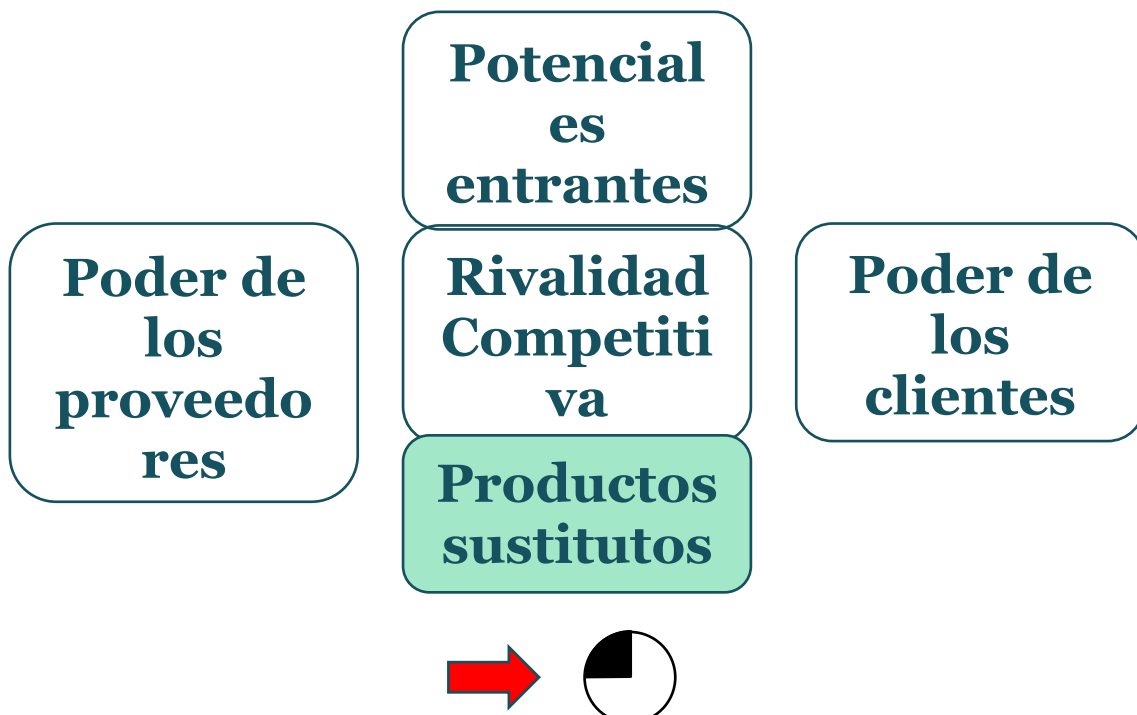 Potencial
es
entrantes
Poder de
los
proveedo
res
Rivalidad
Competiti
va
Poder de
los
clientes
Productos
sustitutos